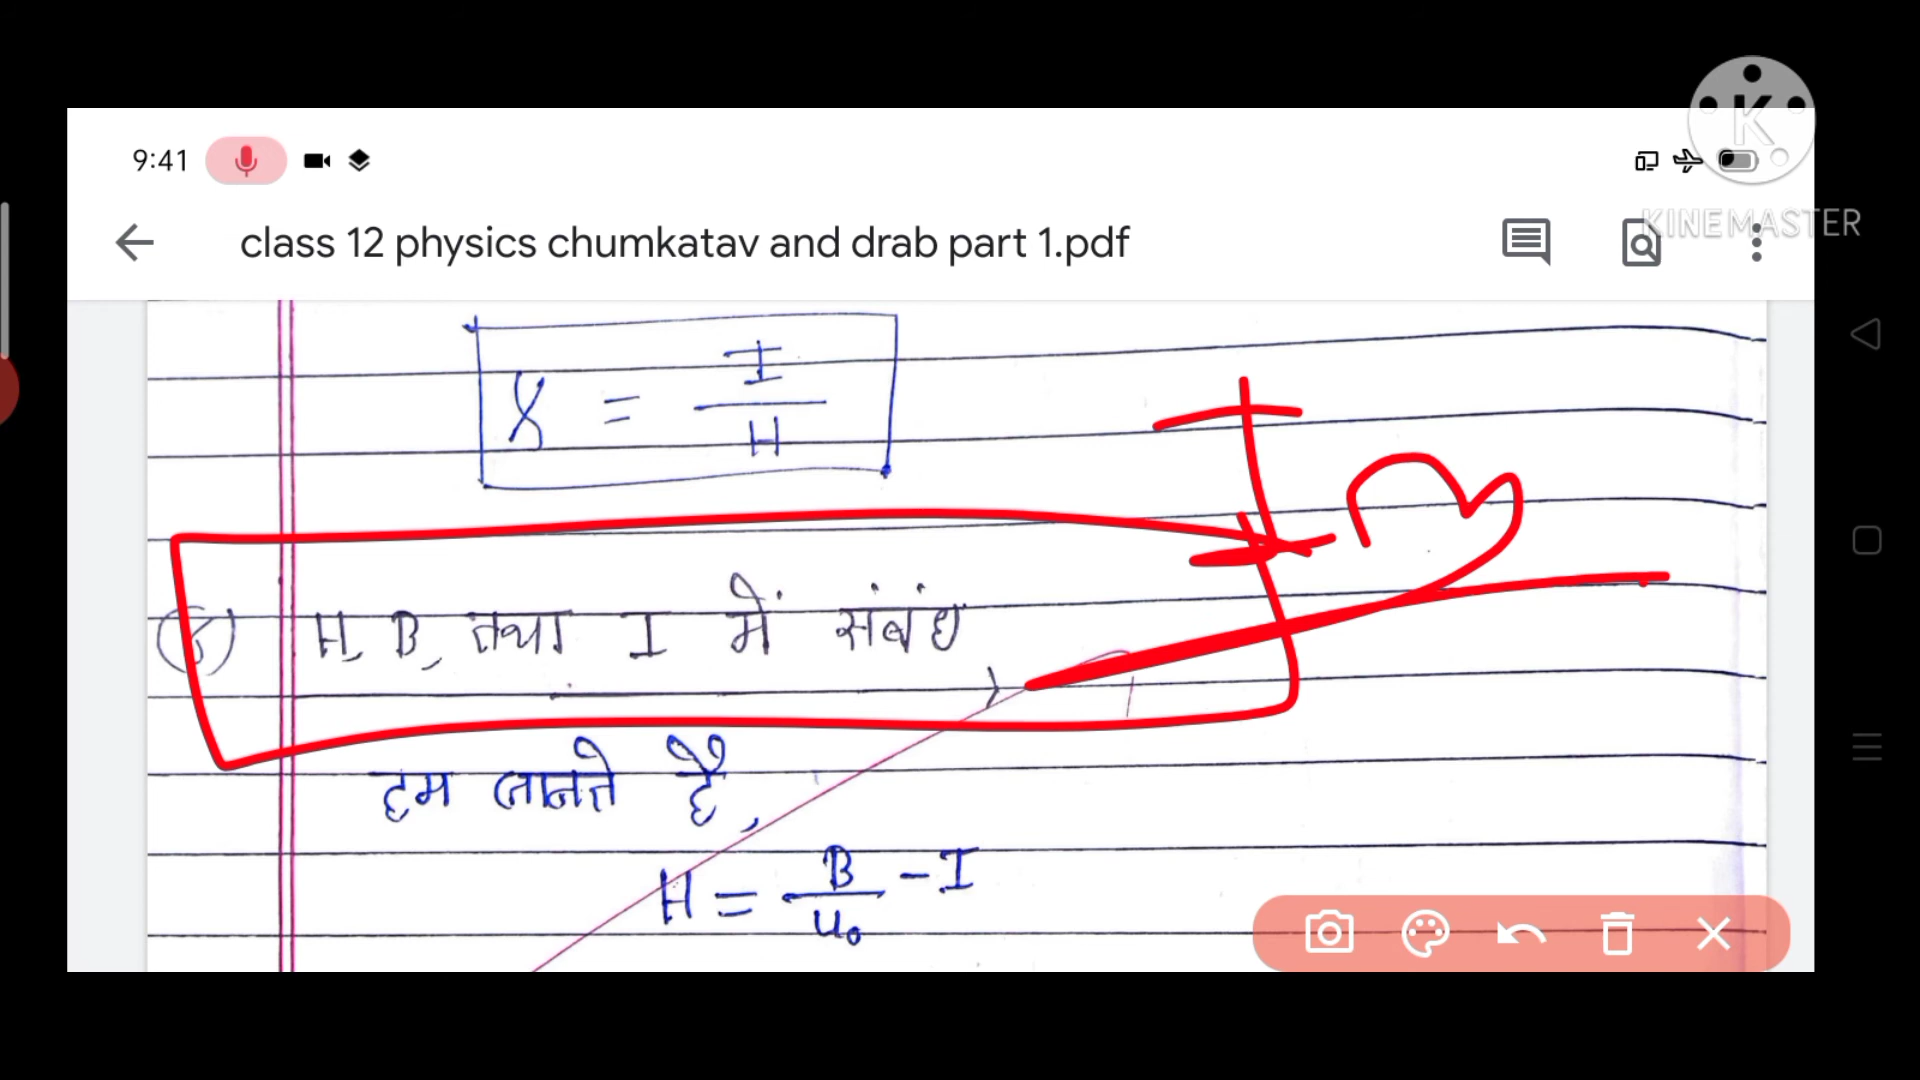 9:41
K
KINEMASTER
class 12 physics chumkatav and drab part 1.pdf
χ = I / H
H, B, तथा I में संबंध
हम जानते है,
H = B / u₀ - I